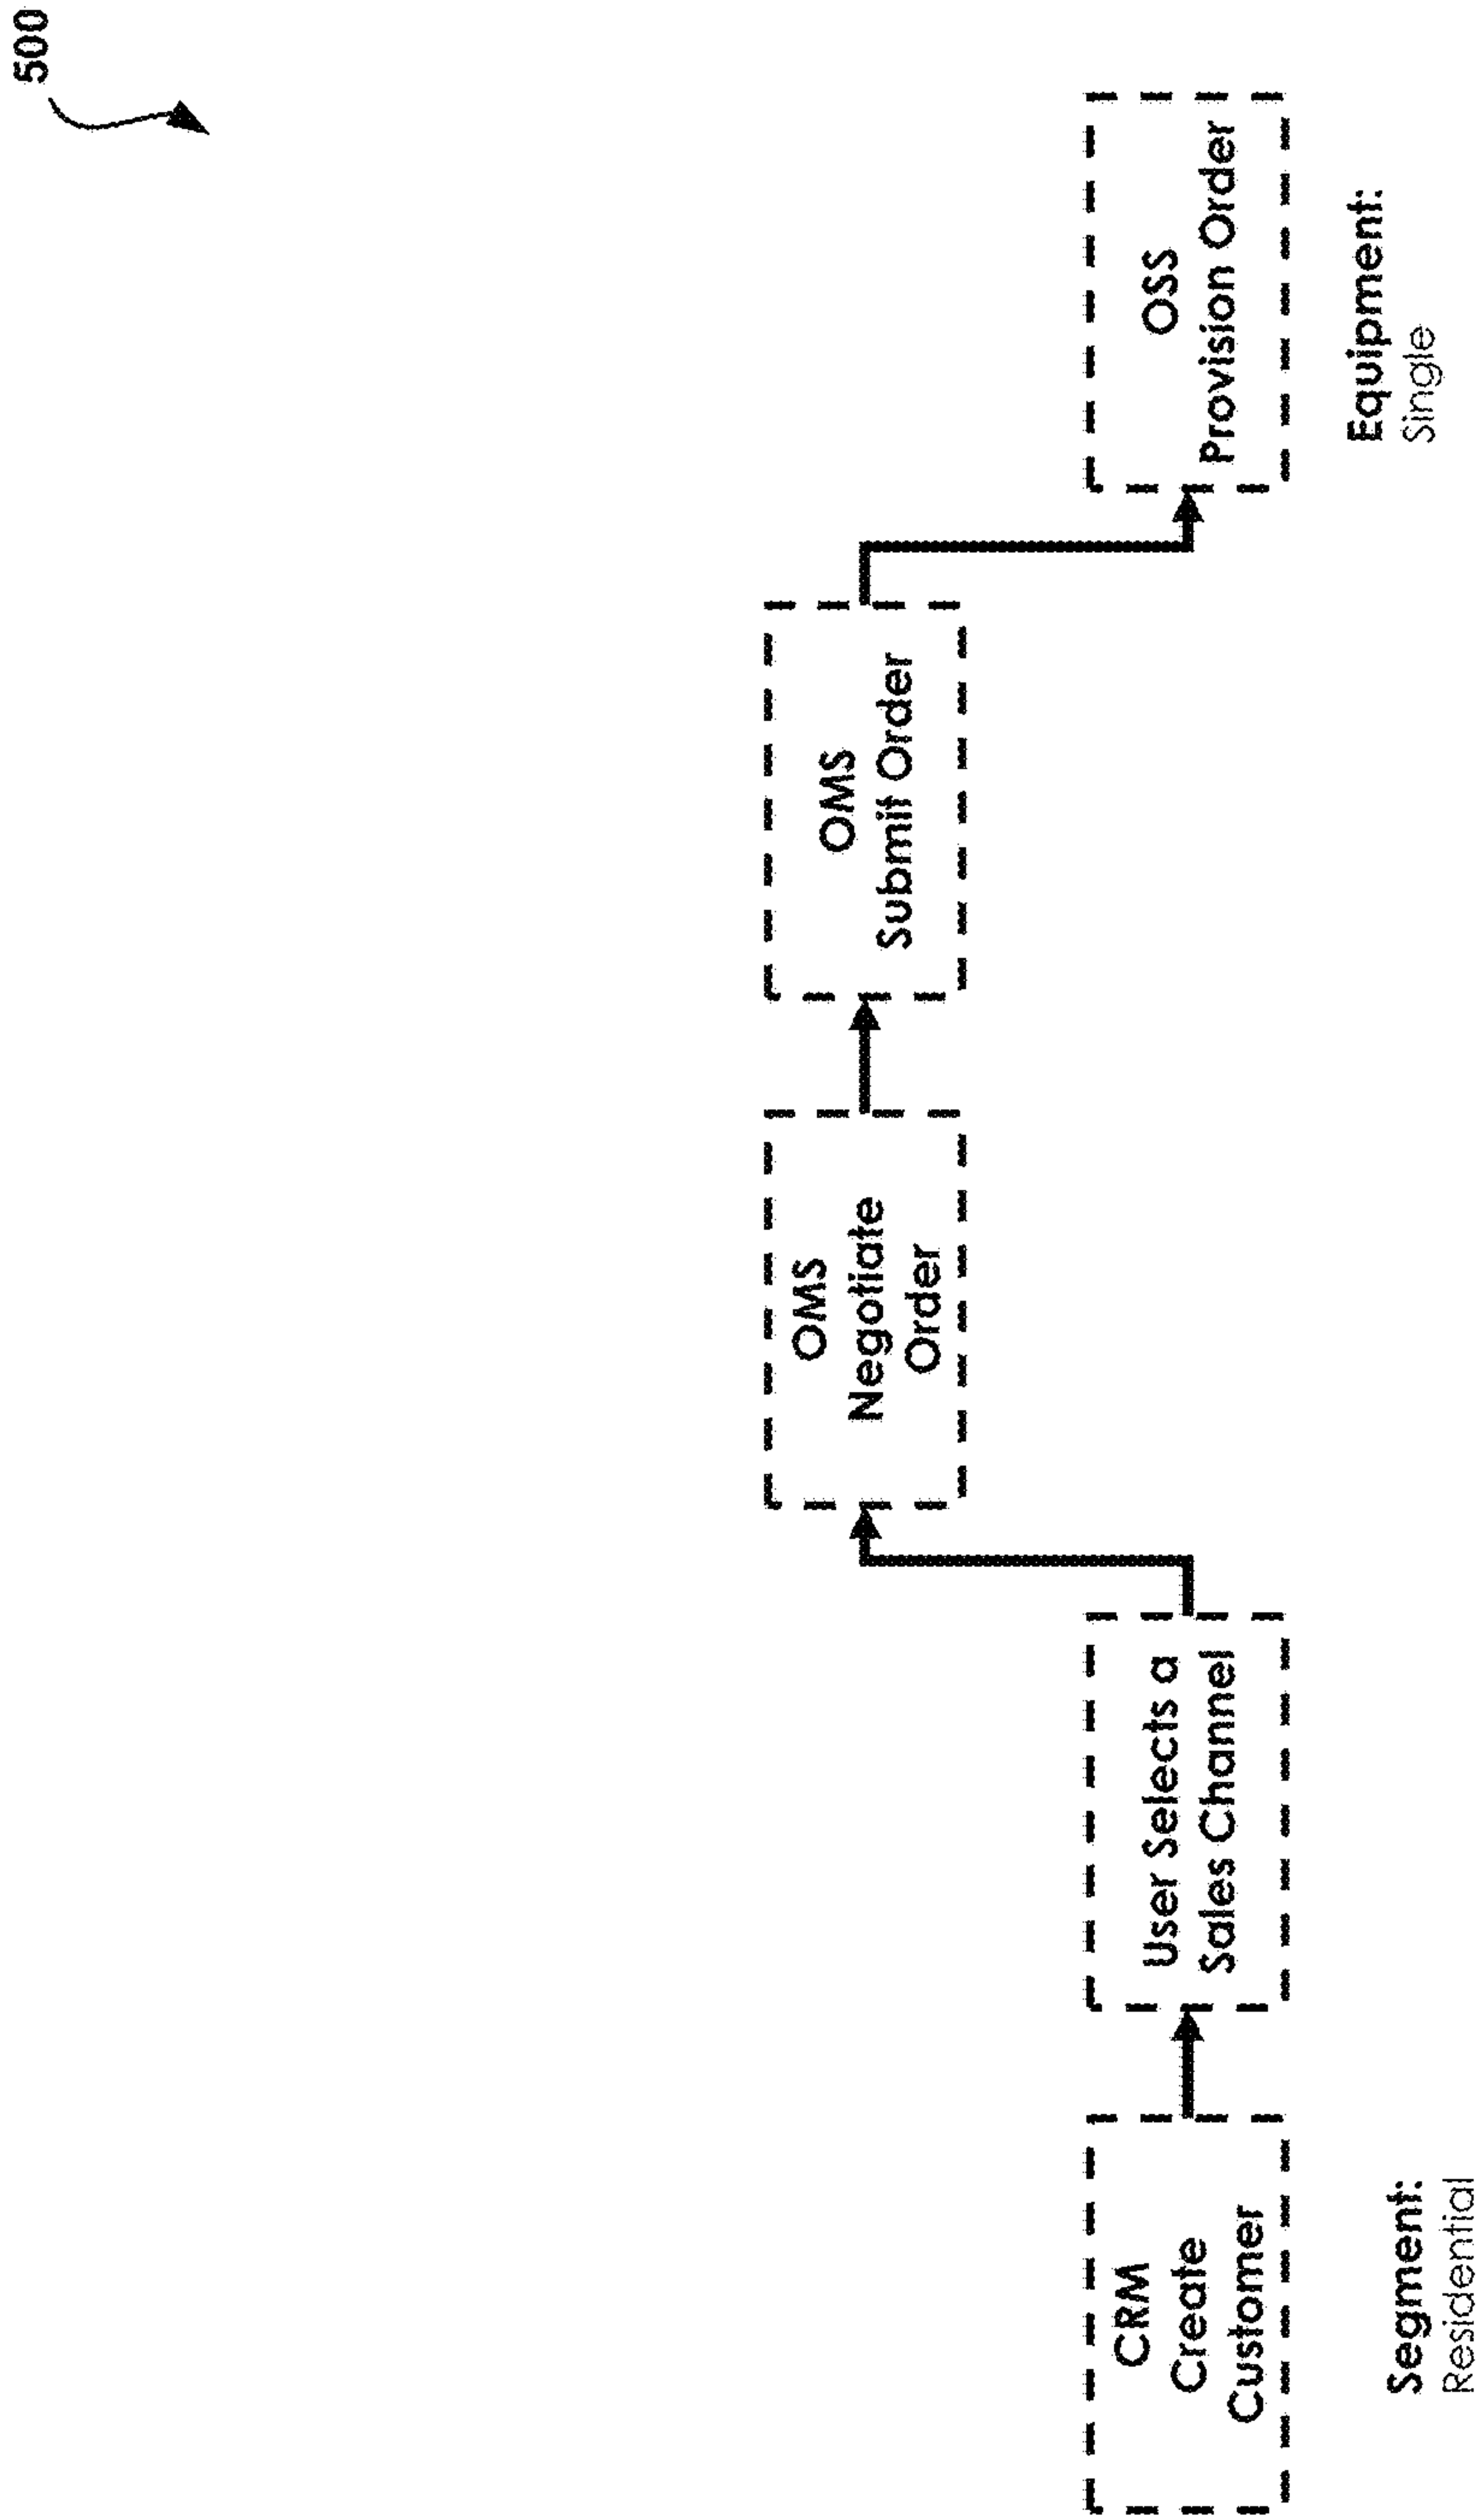 500
CRM
Create
Customer
Segment:
Residential
User Selects a
Sales Channel
OMS
Negotiate
Order
OMS
Submit Order
OSS
Provision Order
Equipment:
Single